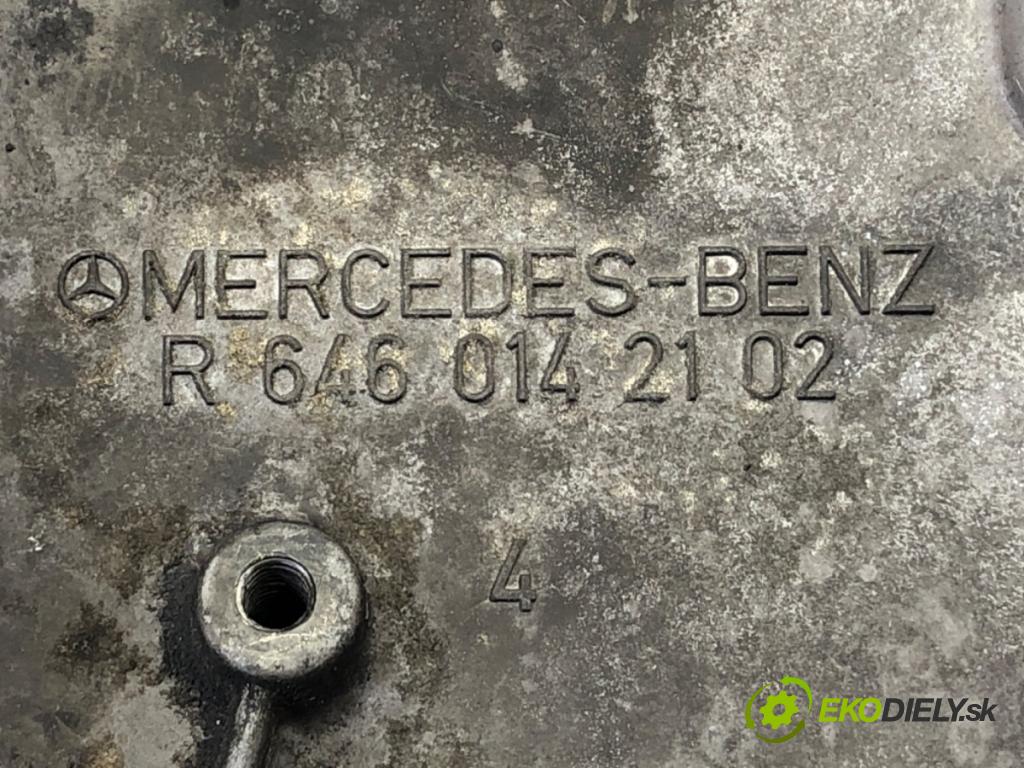 MERCEDES-BENZ
R 646 014 21 02
4
EKODIELY.sk